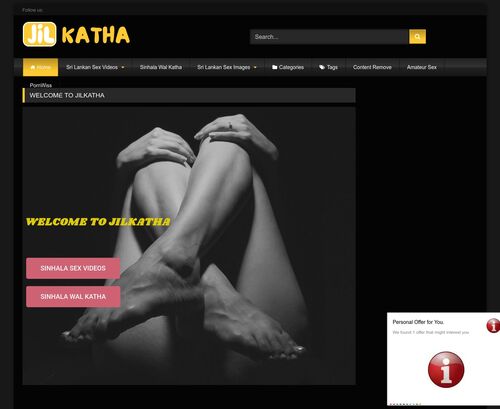 Follow us:
JIL KATHA
Search...
Home
Sri Lankan Sex Videos
Sinhala Wal Katha
Sri Lankan Sex Images
Categories
Tags
Content Remove
Amateur Sex
PornWiss
WELCOME TO JILKATHA
WELCOME TO JILKATHA
SINHALA SEX VIDEOS
SINHALA WAL KATHA
Personal Offer for You.
We found 1 offer that might interest you
i
i